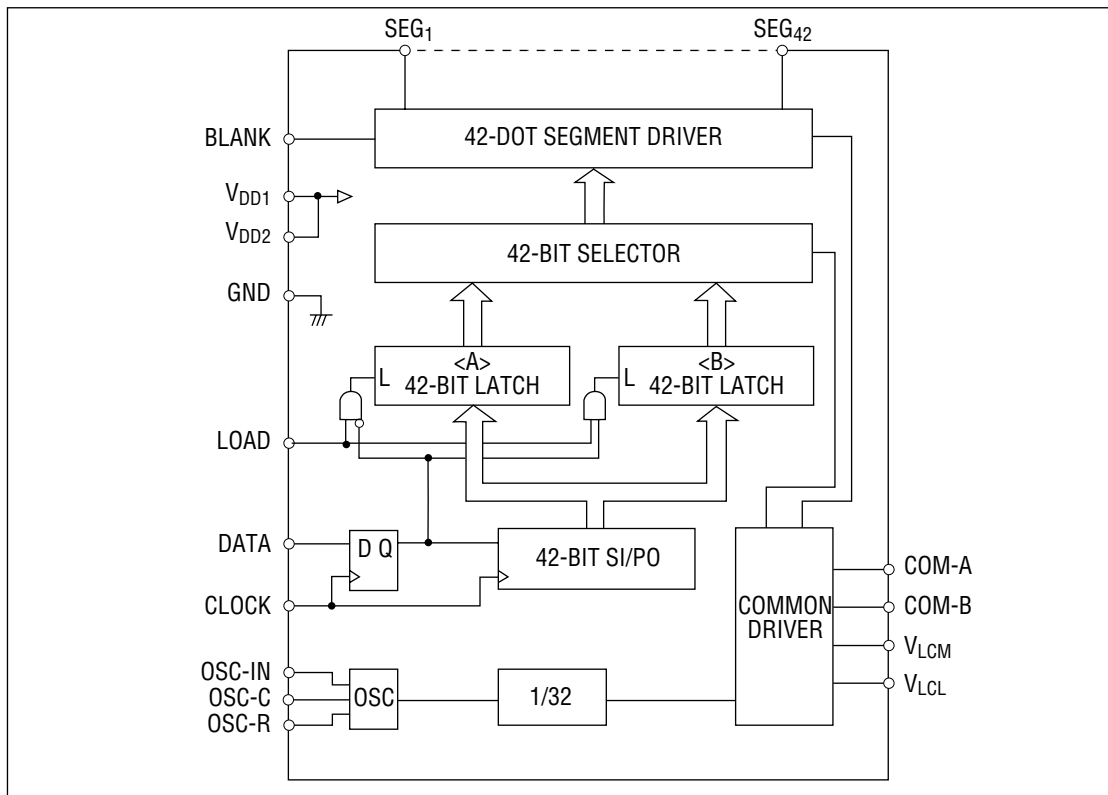 SEG1 SEG42
BLANK
42-DOT SEGMENT DRIVER
VDD1
VDD2
42-BIT SELECTOR
GND
<A>
L 42-BIT LATCH
<B>
L 42-BIT LATCH
LOAD
DATA
D Q
42-BIT SI/PO
CLOCK
COMMON
DRIVER
COM-A
COM-B
VLCM
VLCL
OSC-IN
OSC-C
OSC-R
OSC
1/32